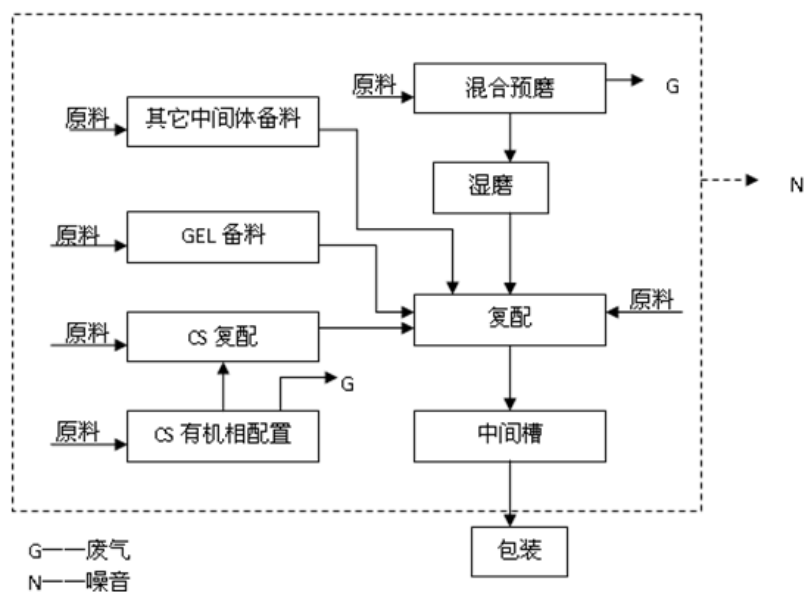 原料
混合预磨
G
原料
其它中间体备料
湿磨
N
原料
GEL 备料
原料
CS 复配
复配
原料
G
原料
CS 有机相配置
中间槽
G——废气
N——噪音
包装